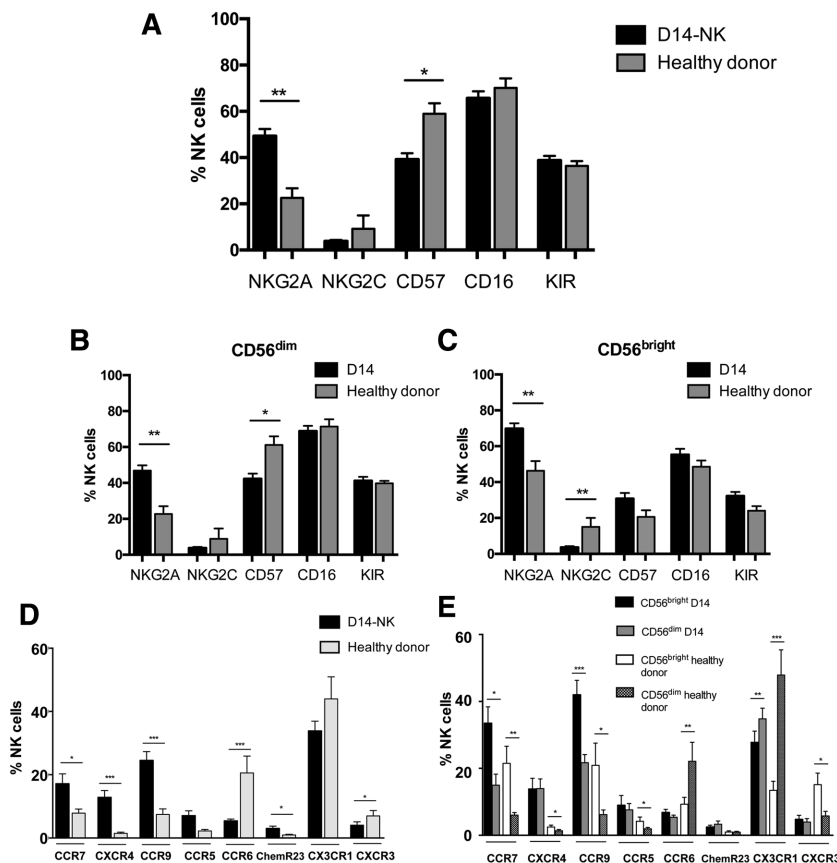 A
D14-NK
Healthy donor
% NK cells
100
80
60
40
20
0
** *
NKG2A NKG2C CD57 CD16 KIR
B
CD56dim
D14
Healthy donor
% NK cells
100
80
60
40
20
0
** *
NKG2A NKG2C CD57 CD16 KIR
C
CD56bright
D14
Healthy donor
% NK cells
100
80
60
40
20
0
** **
NKG2A NKG2C CD57 CD16 KIR
D
D14-NK
Healthy donor
% NK cells
60
40
20
0
* *** *** *** * *
CCR7 CXCR4 CCR9 CCR5 CCR6 ChemR23 CX3CR1 CXCR3
E
CD56bright D14
CD56dim D14
CD56bright healthy
donor
CD56dim healthy
donor
% NK cells
60
40
20
0
* ** * *** * * ** ** *** *
CCR7 CXCR4 CCR9 CCR5 CCR6 ChemR23 CX3CR1 CXCR3